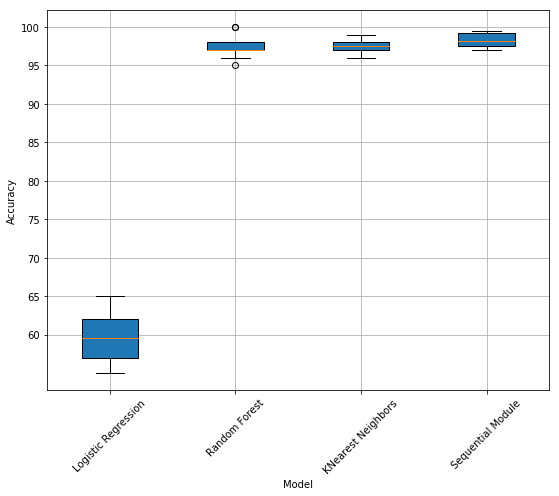 100
95
90
85
80
75
70
65
60
Accuracy
Logistic Regression
Random Forest
KNearest Neighbors
Sequential Module
Model